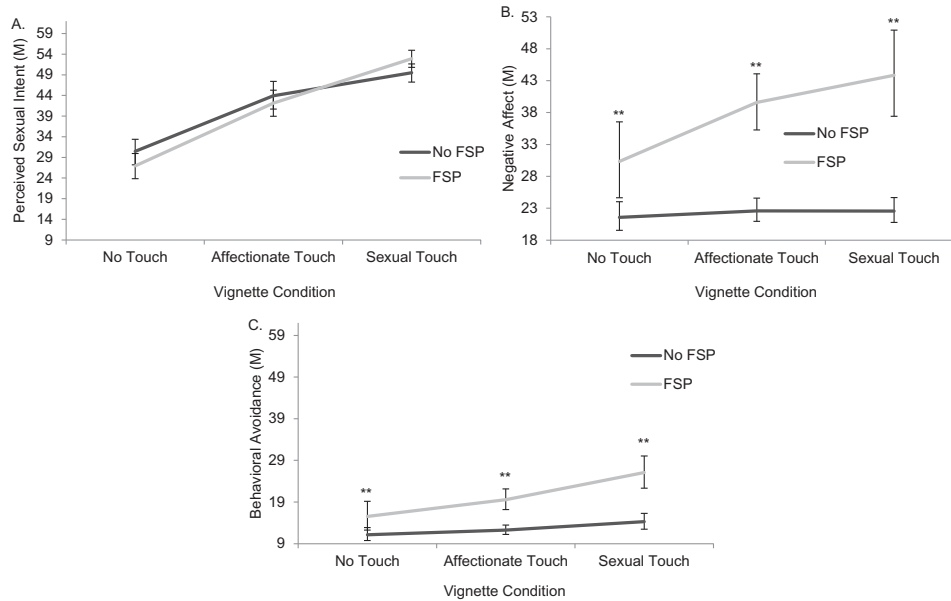 A.
Perceived Sexual Intent (M)
59
54
49
44
39
34
29
24
19
14
9
No FSP
FSP
No Touch Affectionate Touch Sexual Touch
Vignette Condition
B.
Negative Affect (M)
53
48
43
38
33
28
23
18
**
**
**
No FSP
FSP
No Touch Affectionate Touch Sexual Touch
Vignette Condition
C.
Behavioral Avoidance (M)
59
49
39
29
19
9
No FSP
FSP
**
**
**
No Touch Affectionate Touch Sexual Touch
Vignette Condition